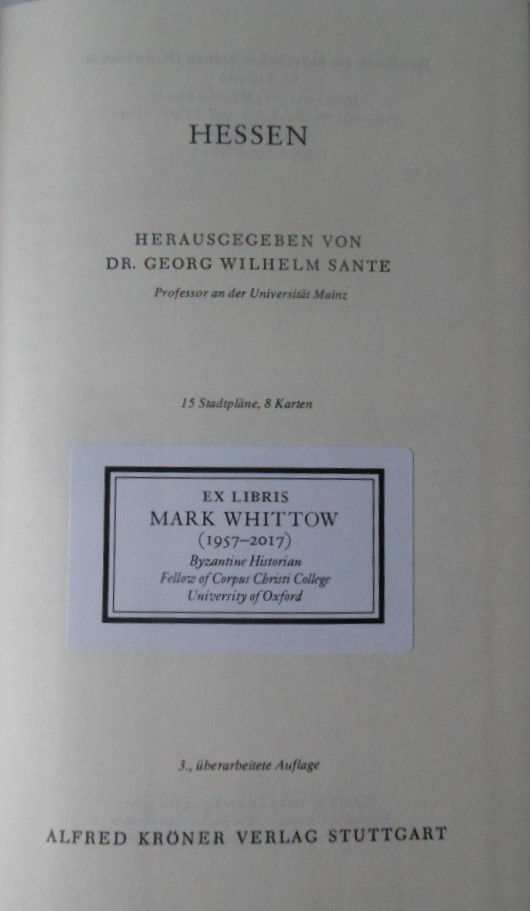 HESSEN
HERAUSGEGEBEN VON
DR. GEORG WILHELM SANTE
Professor an der Universität Mainz
15 Stadtpläne, 8 Karten
EX LIBRIS
MARK WHITTOW
(1957–2017)
Byzantine Historian
Fellow of Corpus Christi College
University of Oxford
3., überarbeitete Auflage
ALFRED KRÖNER VERLAG STUTTGART